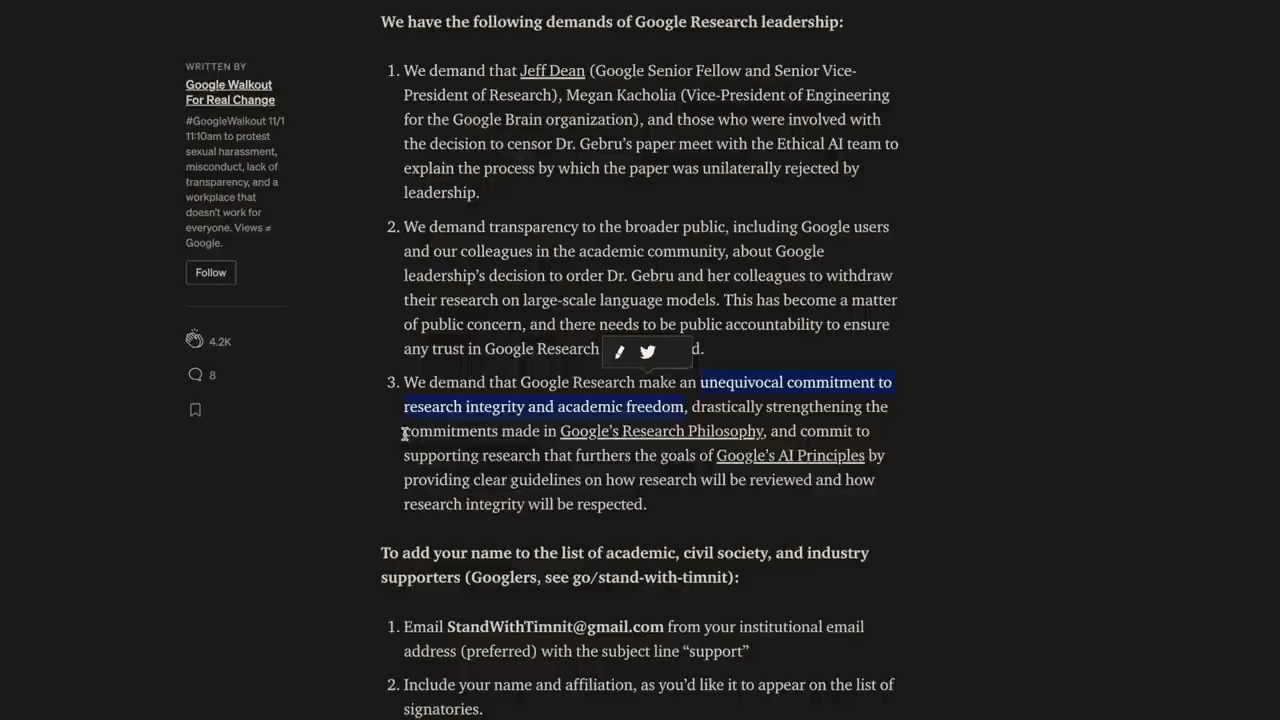 We have the following demands of Google Research leadership:
WRITTEN BY
Google Walkout
For Real Change
#GoogleWalkout 11/1
11:10am to protest
sexual harassment,
misconduct, lack of
transparency, and a
workplace that
doesn't work for
everyone. Views ≠
Google.
Follow
4.2K
8
1. We demand that Jeff Dean (Google Senior Fellow and Senior Vice-
President of Research), Megan Kacholia (Vice-President of Engineering
for the Google Brain organization), and those who were involved with
the decision to censor Dr. Gebru's paper meet with the Ethical AI team to
explain the process by which the paper was unilaterally rejected by
leadership.
2. We demand transparency to the broader public, including Google users
and our colleagues in the academic community, about Google
leadership's decision to order Dr. Gebru and her colleagues to withdraw
their research on large-scale language models. This has become a matter
of public concern, and there needs to be public accountability to ensure
any trust in Google Research d.
3. We demand that Google Research make an unequivocal commitment to
research integrity and academic freedom, drastically strengthening the
commitments made in Google's Research Philosophy, and commit to
supporting research that furthers the goals of Google's AI Principles by
providing clear guidelines on how research will be reviewed and how
research integrity will be respected.
To add your name to the list of academic, civil society, and industry
supporters (Googlers, see go/stand-with-timnit):
1. Email StandWithTimnit@gmail.com from your institutional email
address (preferred) with the subject line “support”
2. Include your name and affiliation, as you'd like it to appear on the list of
signatories.